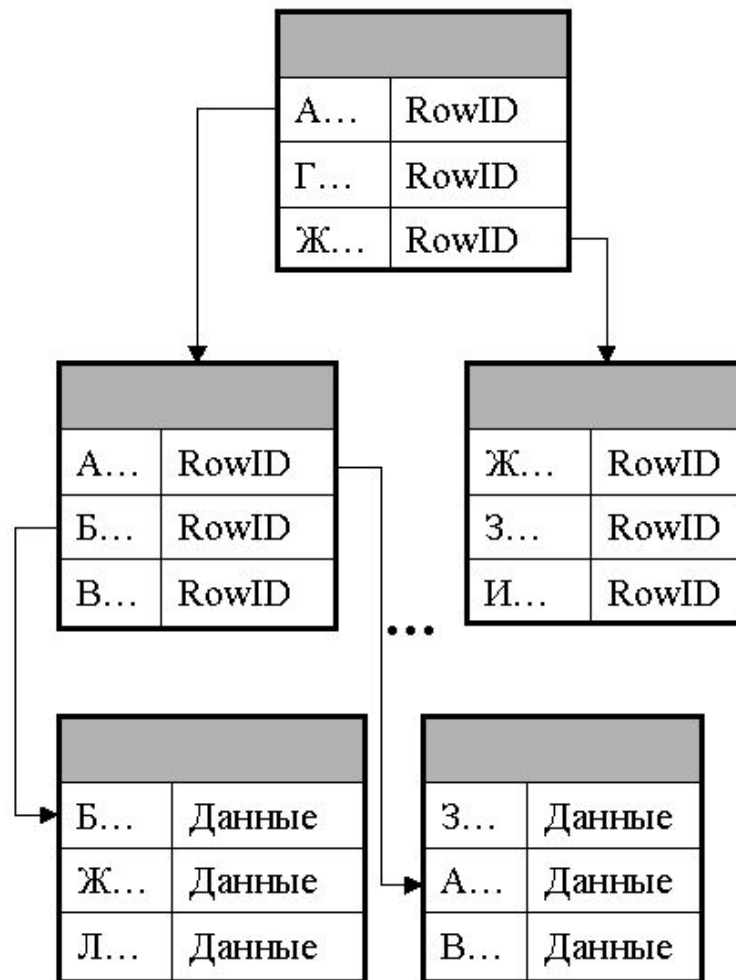 А... RowID
Г... RowID
Ж... RowID
А... RowID
Б... RowID
В... RowID
Ж... RowID
З... RowID
И... RowID
...
Б... Данные
Ж... Данные
Л... Данные
З... Данные
А... Данные
В... Данные